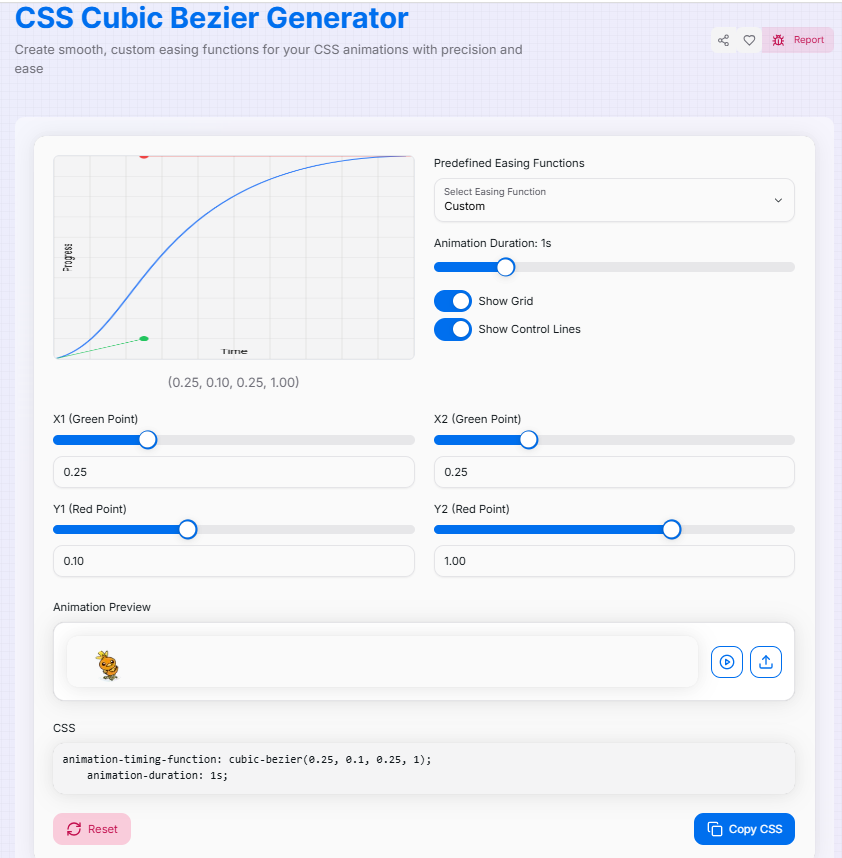 CSS Cubic Bezier Generator
Create smooth, custom easing functions for your CSS animations with precision and
ease
Report
Progress
Time
(0.25, 0.10, 0.25, 1.00)
Predefined Easing Functions
Select Easing Function
Custom
Animation Duration: 1s
Show Grid
Show Control Lines
X1 (Green Point)
0.25
X2 (Green Point)
0.25
Y1 (Red Point)
0.10
Y2 (Red Point)
1.00
Animation Preview
CSS
animation-timing-function: cubic-bezier(0.25, 0.1, 0.25, 1);
animation-duration: 1s;
Reset
Copy CSS